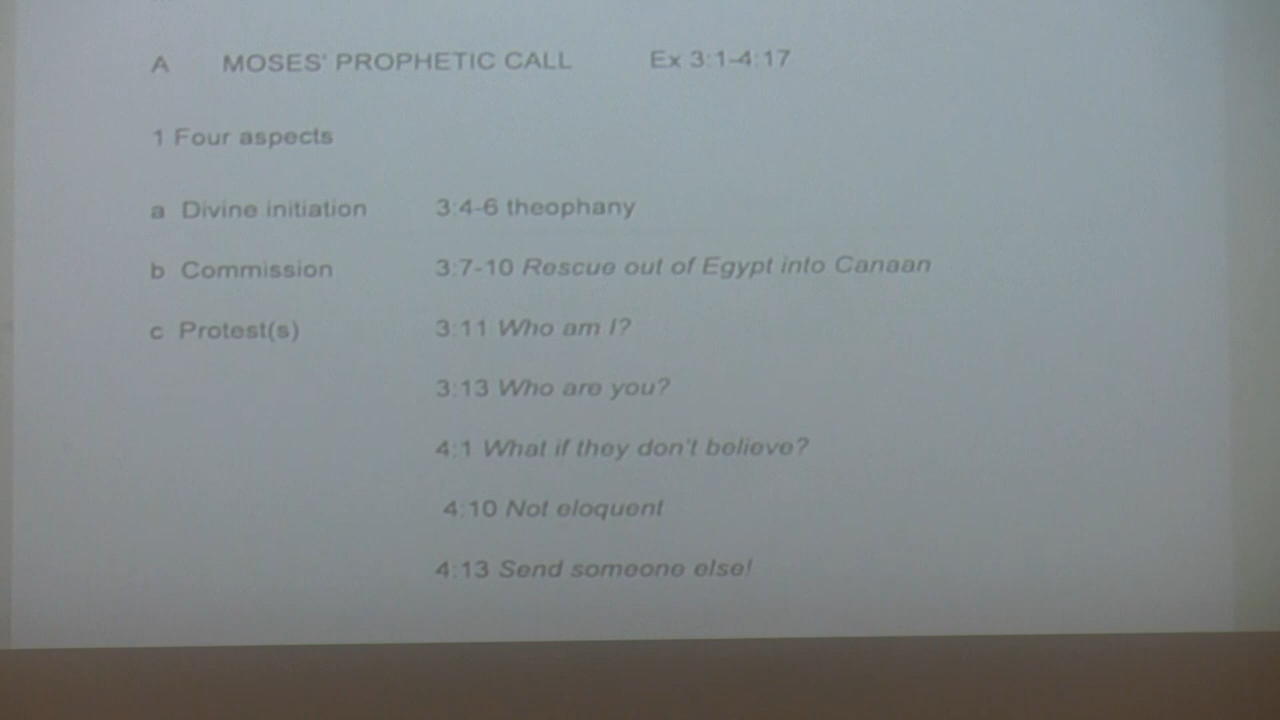 A MOSES' PROPHETIC CALL Ex 3:1-4:17
1 Four aspects
a Divine initiation 3:4-6 theophany
b Commission 3:7-10 Rescue out of Egypt into Canaan
c Protest(s) 3:11 Who am I?
3:13 Who are you?
4:1 What if they don't believe?
4:10 Not eloquent
4:13 Send someone else!